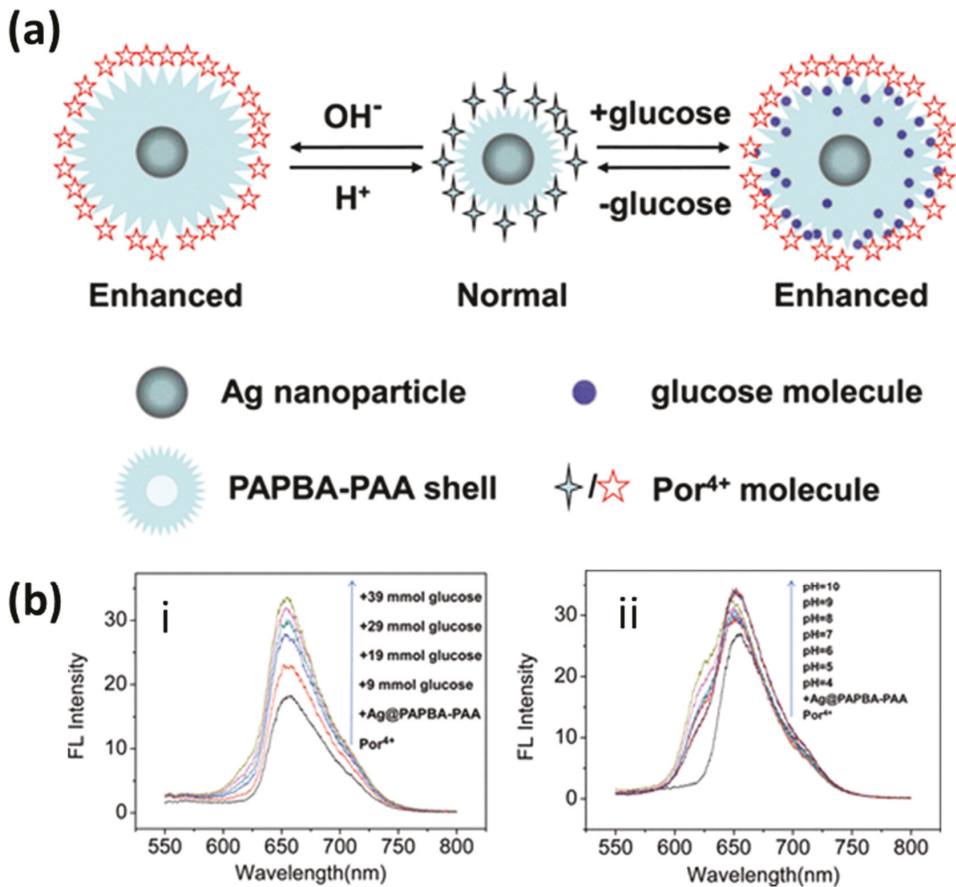 (a)
OH⁻
H⁺
+glucose
-glucose
Enhanced
Normal
Enhanced
Ag nanoparticle
glucose molecule
PAPBA-PAA shell
/
Por⁴⁺ molecule
(b)
i
FL Intensity
30
20
10
0
+39 mmol glucose
+29 mmol glucose
+19 mmol glucose
+9 mmol glucose
+Ag@PAPBA-PAA
Por⁴⁺
550 600 650 700 750 800
Wavelength(nm)
ii
FL Intensity
30
20
10
0
pH=10
pH=9
pH=8
pH=7
pH=6
pH=5
pH=4
+Ag@PAPBA-PAA
Por⁴⁺
550 600 650 700 750 800
Wavelength(nm)